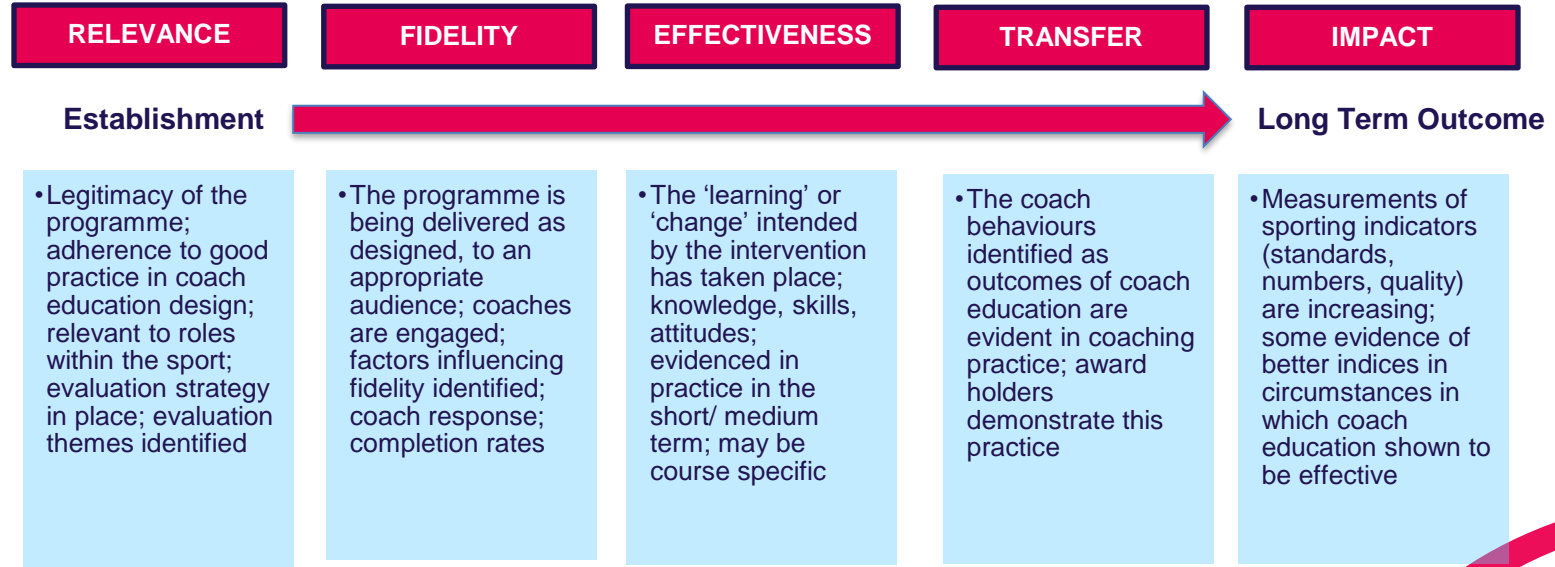 RELEVANCE
FIDELITY
EFFECTIVENESS
TRANSFER
IMPACT
Establishment
Long Term Outcome
•Legitimacy of the
programme;
adherence to good
practice in coach
education design;
relevant to roles
within the sport;
evaluation strategy
in place; evaluation
themes identified
•The programme is
being delivered as
designed, to an
appropriate
audience; coaches
are engaged;
factors influencing
fidelity identified;
coach response;
completion rates
•The ‘learning’ or
‘change’ intended
by the intervention
has taken place;
knowledge, skills,
attitudes;
evidenced in
practice in the
short/ medium
term; may be
course specific
•The coach
behaviours
identified as
outcomes of coach
education are
evident in coaching
practice; award
holders
demonstrate this
practice
•Measurements of
sporting indicators
(standards,
numbers, quality)
are increasing;
some evidence of
better indices in
circumstances in
which coach
education shown to
be effective